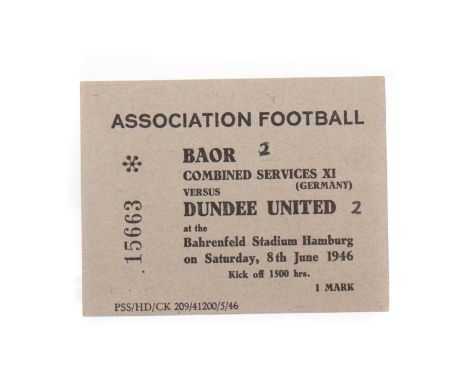 ASSOCIATION FOOTBALL
BAOR 2
COMBINED SERVICES XI
(GERMANY)
VERSUS
DUNDEE UNITED 2
at the
Bahrenfeld Stadium Hamburg
on Saturday, 8th June 1946
Kick off 1500 hrs.
1 MARK
* 15663
PSS/HD/CK 209/41200/5/46